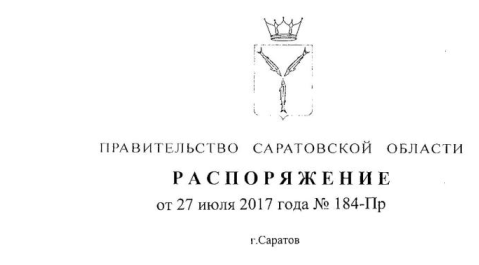 ПРАВИТЕЛЬСТВО САРАТОВСКОЙ ОБЛАСТИ
РАСПОРЯЖЕНИЕ
от 27 июля 2017 года № 184-Пр
г.Саратов